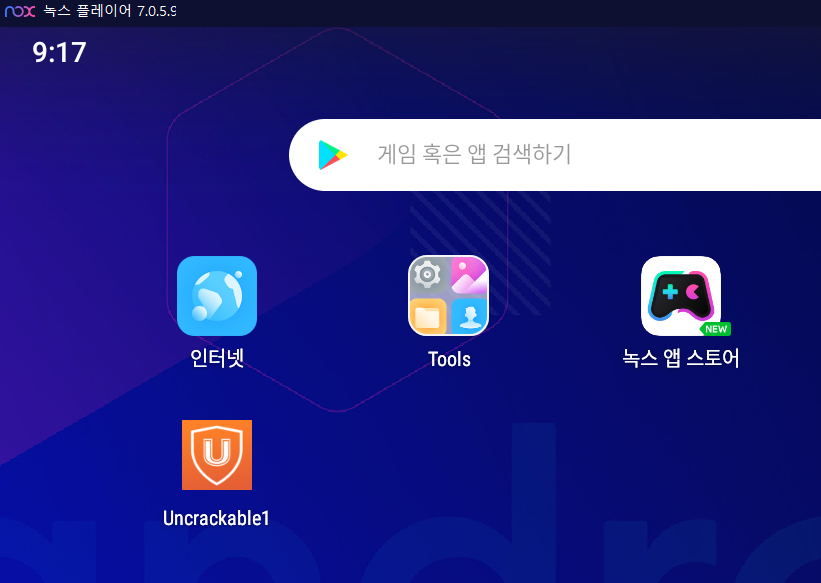 nox 녹스 플레이어 7.0.5.9
9:17
게임 혹은 앱 검색하기
NEW
인터넷
Tools
녹스 앱 스토어
U
Uncrackable1
andro